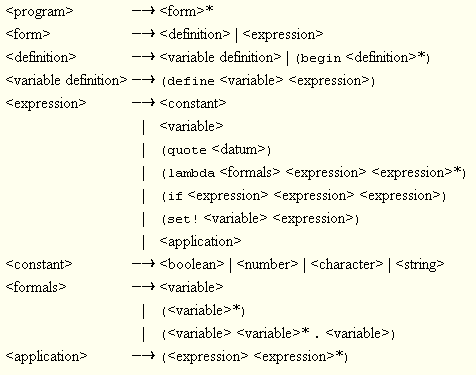 <program> —→ <form>*
<form> —→ <definition> | <expression>
<definition> —→ <variable definition> | (begin <definition>*)
<variable definition> —→ (define <variable> <expression>)
<expression> —→ <constant>
| <variable>
| (quote <datum>)
| (lambda <formals> <expression> <expression>*)
| (if <expression> <expression> <expression>)
| (set! <variable> <expression>)
| <application>
<constant> —→ <boolean> | <number> | <character> | <string>
<formals> —→ <variable>
| (<variable>*)
| (<variable> <variable>* . <variable>)
<application> —→ (<expression> <expression>*)